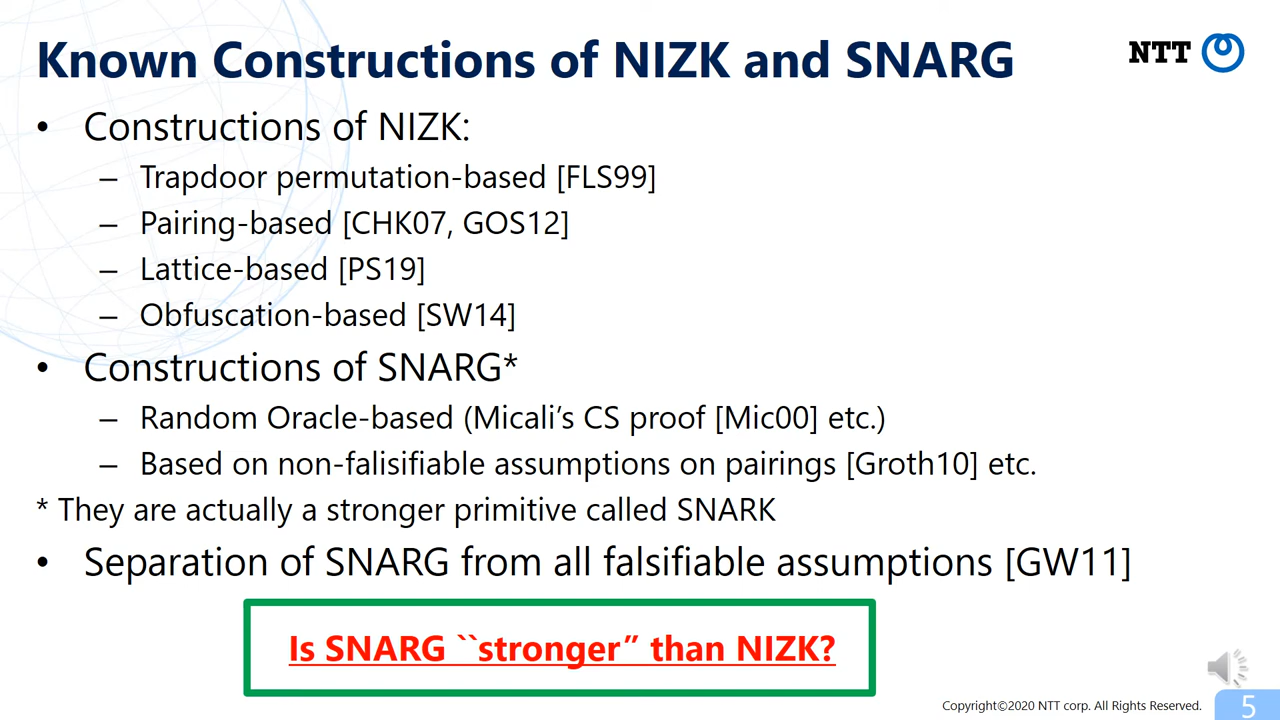 Known Constructions of NIZK and SNARG
NTT
• Constructions of NIZK:
– Trapdoor permutation-based [FLS99]
– Pairing-based [CHK07, GOS12]
– Lattice-based [PS19]
– Obfuscation-based [SW14]
• Constructions of SNARG*
– Random Oracle-based (Micali’s CS proof [Mic00] etc.)
– Based on non-falisifiable assumptions on pairings [Groth10] etc.
* They are actually a stronger primitive called SNARK
• Separation of SNARG from all falsifiable assumptions [GW11]
Is SNARG ``stronger” than NIZK?
Copyright©2020 NTT corp. All Rights Reserved.
5